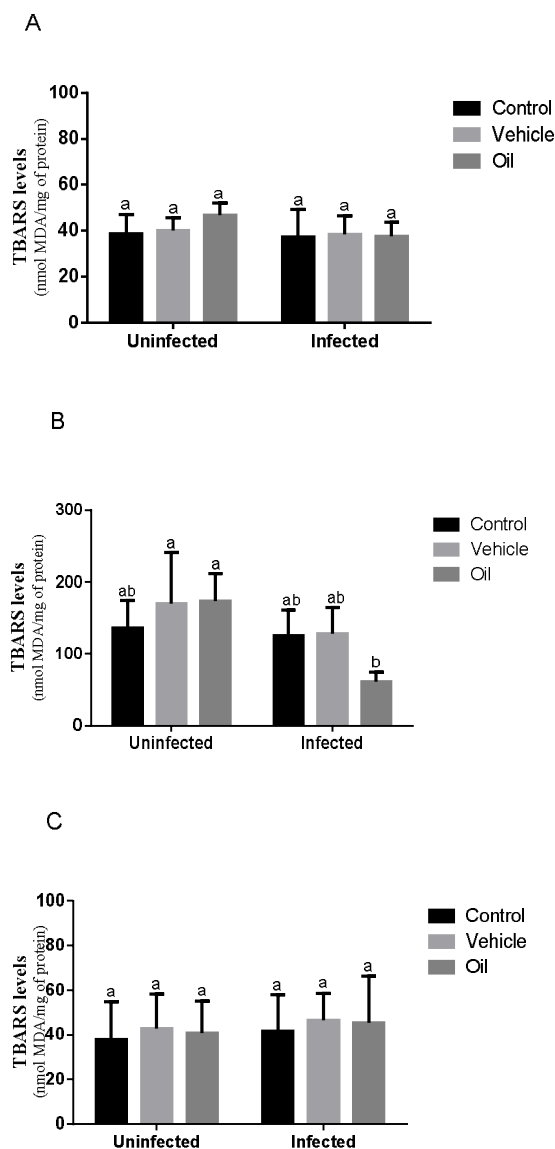 A
TBARS levels
(nmol MDA/mg of protein)
100
80
60
40
20
0
a a a a a a
Uninfected Infected
Control
Vehicle
Oil
B
TBARS levels
(nmol MDA/mg of protein)
300
200
100
0
ab a a ab ab b
Uninfected Infected
Control
Vehicle
Oil
C
TBARS levels
(nmol MDA/mg of protein)
100
80
60
40
20
0
a a a a a a
Uninfected Infected
Control
Vehicle
Oil